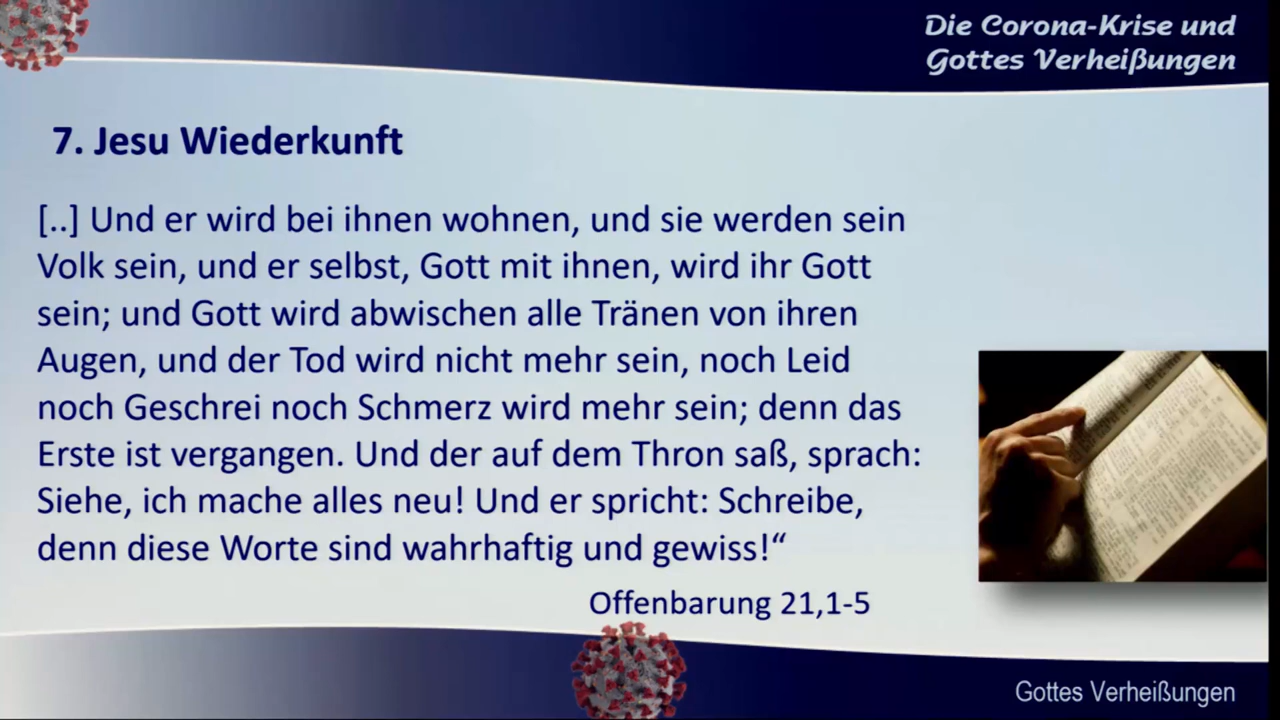 Die Corona-Krise und
Gottes Verheißungen
7. Jesu Wiederkunft
[..] Und er wird bei ihnen wohnen, und sie werden sein
Volk sein, und er selbst, Gott mit ihnen, wird ihr Gott
sein; und Gott wird abwischen alle Tränen von ihren
Augen, und der Tod wird nicht mehr sein, noch Leid
noch Geschrei noch Schmerz wird mehr sein; denn das
Erste ist vergangen. Und der auf dem Thron saß, sprach:
Siehe, ich mache alles neu! Und er spricht: Schreibe,
denn diese Worte sind wahrhaftig und gewiss!“
Offenbarung 21,1-5
Gottes Verheißungen